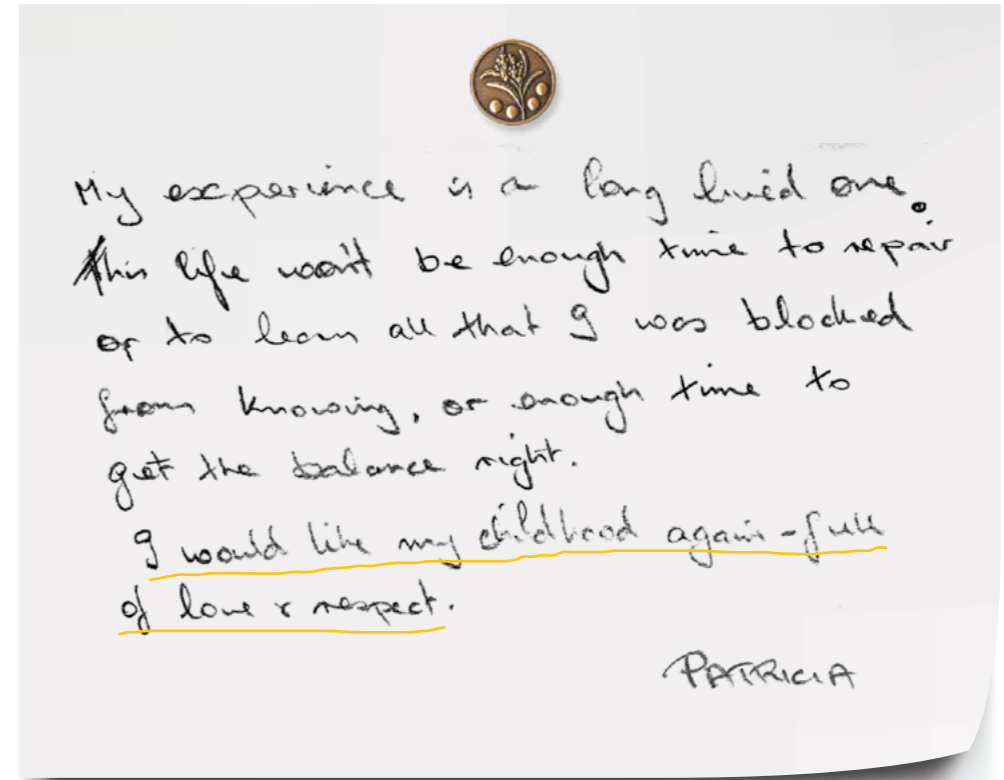 My experience is a long lived one.
This life won't be enough time to repair
or to learn all that I was blocked
from knowing, or enough time to
get the balance right.
I would like my childhood again - full
of love & respect.
PATRICIA